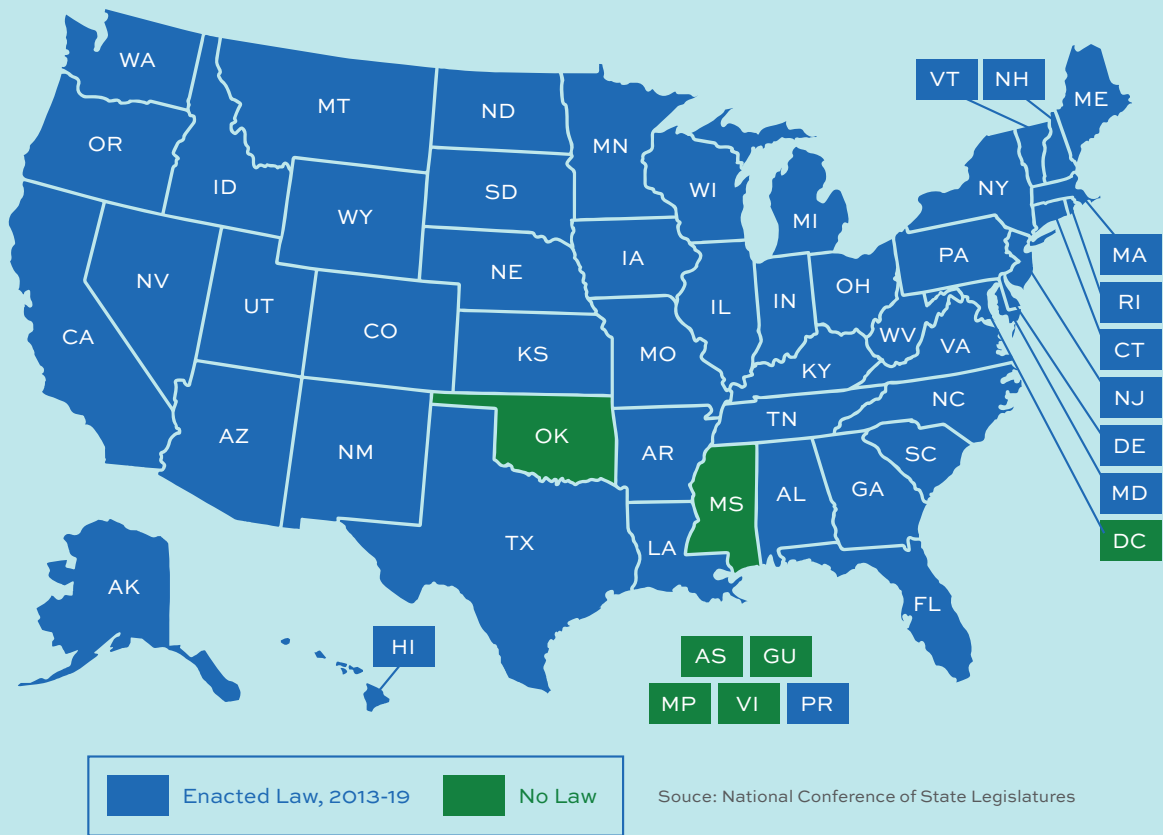 WA
MT
ND
MN
VT
NH
ME
OR
ID
WY
SD
WI
MI
NY
NV
UT
CO
NE
IA
IL
IN
OH
PA
MA
RI
CT
NJ
DE
MD
DC
CA
KS
MO
KY
WV
VA
AZ
NM
OK
AR
TN
NC
SC
TX
LA
MS
AL
GA
FL
AK
HI
AS
GU
MP
VI
PR
Enacted Law, 2013-19
No Law
Souce: National Conference of State Legislatures